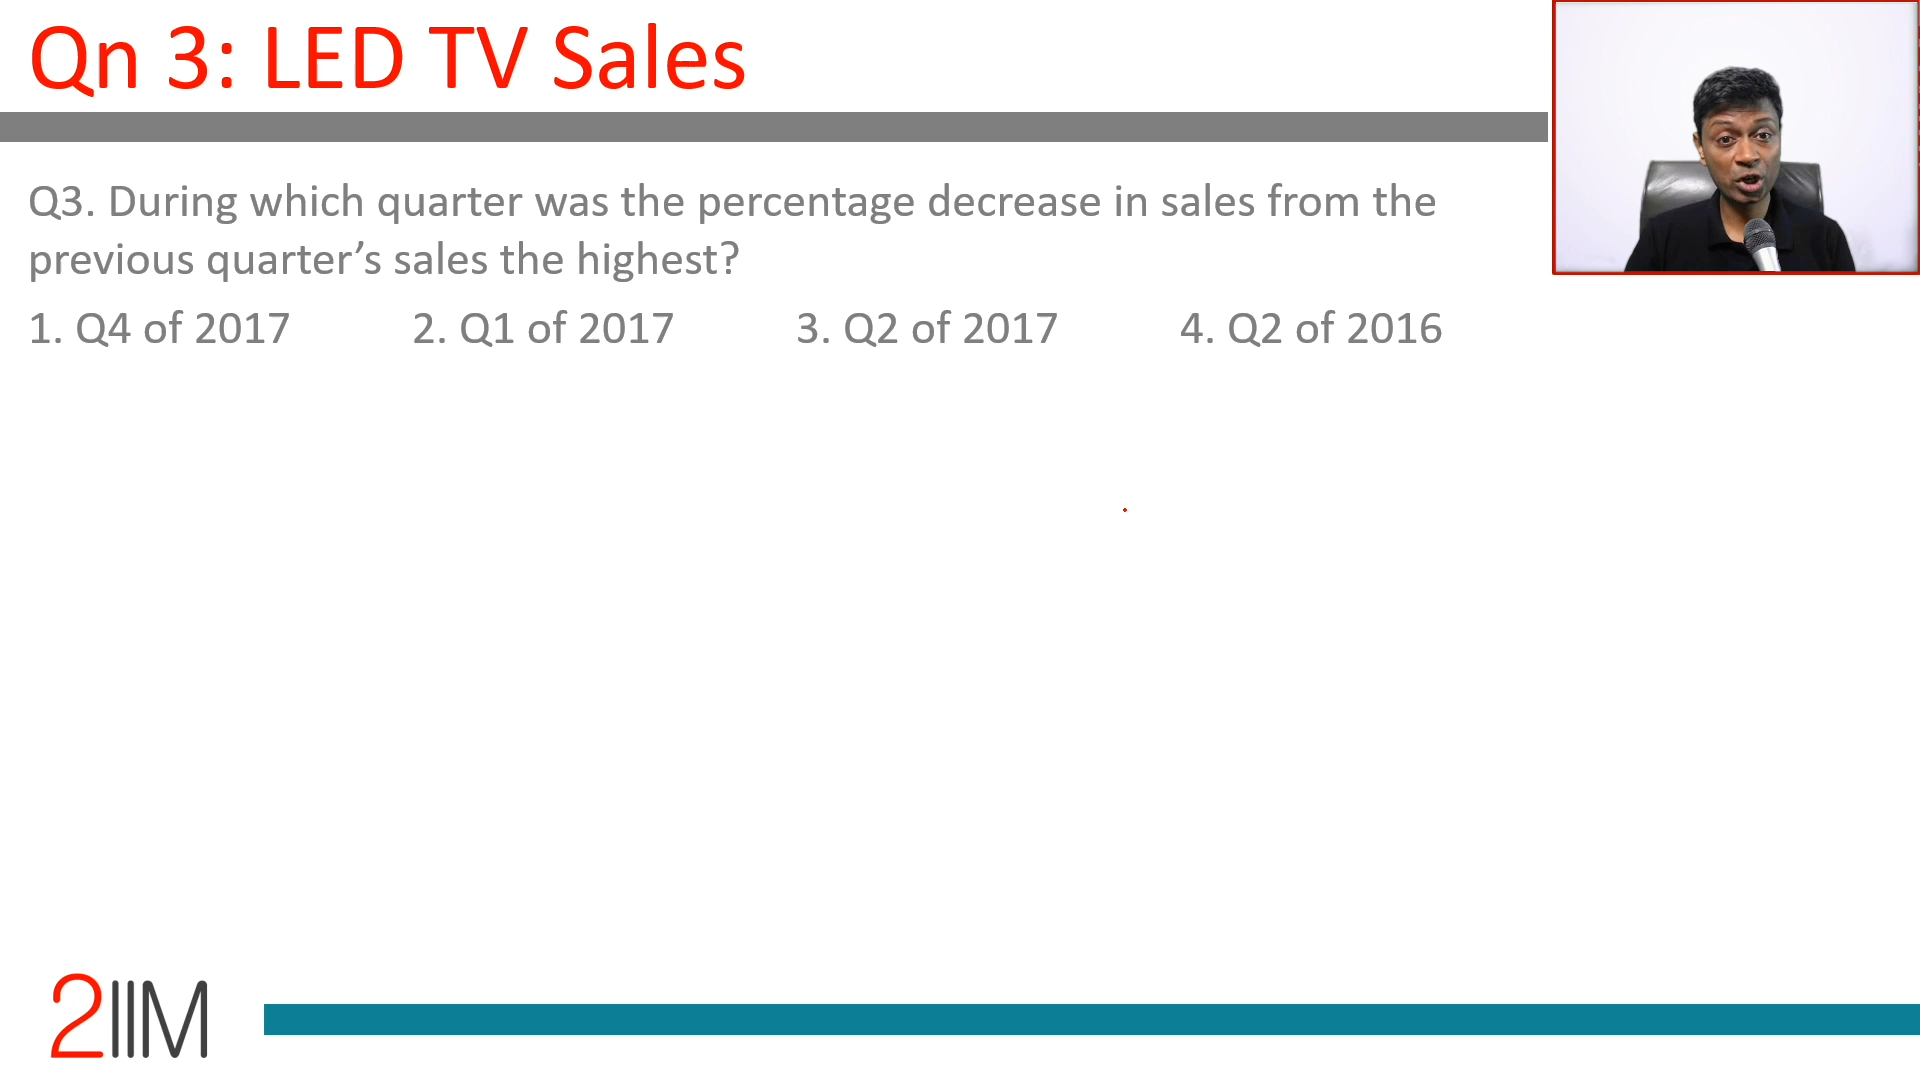 Qn 3: LED TV Sales
Q3. During which quarter was the percentage decrease in sales from the
previous quarter’s sales the highest?
1. Q4 of 2017 2. Q1 of 2017 3. Q2 of 2017 4. Q2 of 2016
2IIM